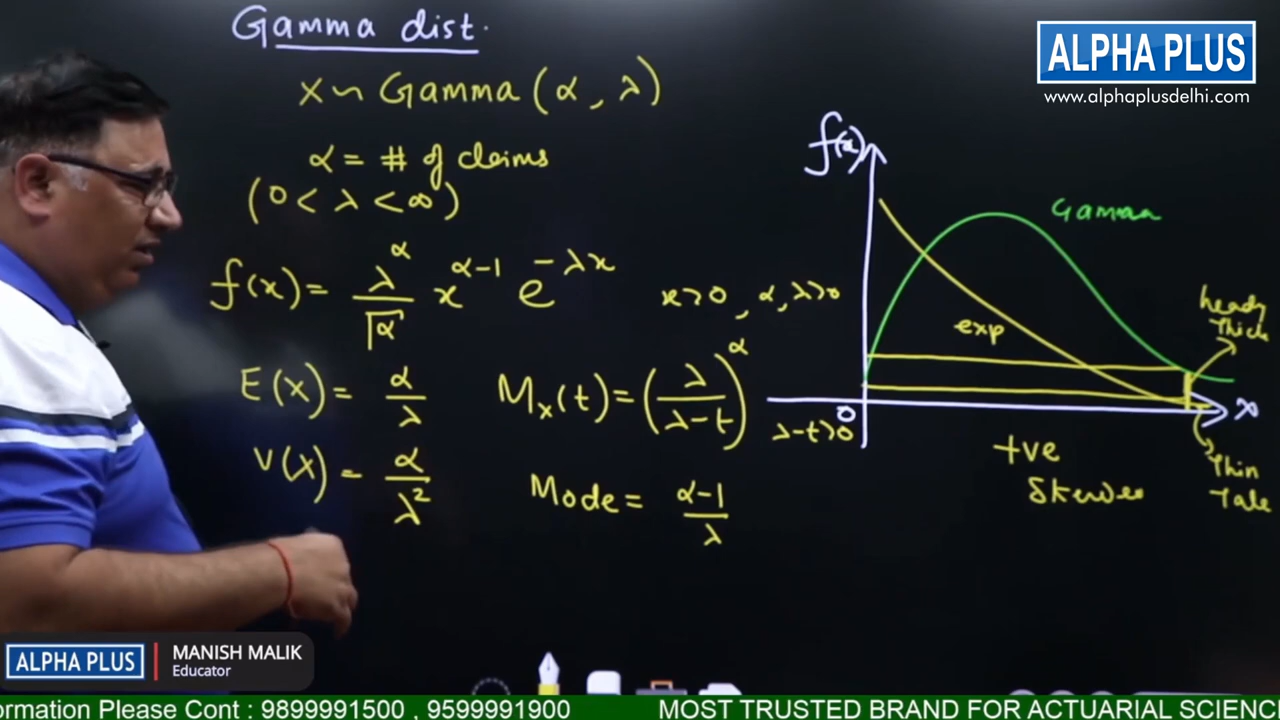 Gamma dist.
X ~ Gamma (α, λ)
α = # of claims
(0 < λ < ∞)
f(x) = λ^α / Γα x^(α-1) e^(-λx) x>0, α, λ>0
E(X) = α/λ
M_X(t) = (λ/(λ-t))^α λ-t>0
V(X) = α/λ²
Mode = (α-1)/λ
f(x)
Gamma
exp
heavy
Thick
0
x
+ve
Skewed
Thin
Tale
ALPHA PLUS
www.alphaplusdelhi.com
ALPHA PLUS
MANISH MALIK
Educator
ormation Please Cont : 9899991500 , 9599991900 MOST TRUSTED BRAND FOR ACTUARIAL SCIENC